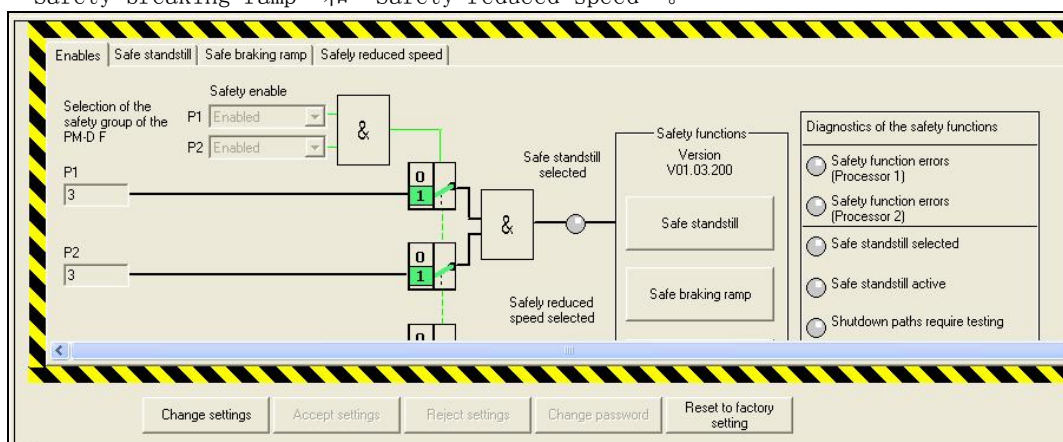 "Safety breaking ramp"和 "Safety reduced speed"。
Enables
Safe standstill
Safe braking ramp
Safely reduced speed
Selection of the
safety group of the
PM-D F
Safety enable
P1 Enabled
P2 Enabled
&
P1
3
0
1
P2
3
0
1
&
Safe standstill
selected
Safely reduced
speed selected
Safety functions
Version
V01.03.200
Safe standstill
Safe braking ramp
Diagnostics of the safety functions
Safety function errors
(Processor 1)
Safety function errors
(Processor 2)
Safe standstill selected
Safe standstill active
Shutdown paths require testing
Change settings
Accept settings
Reject settings
Change password
Reset to factory
setting